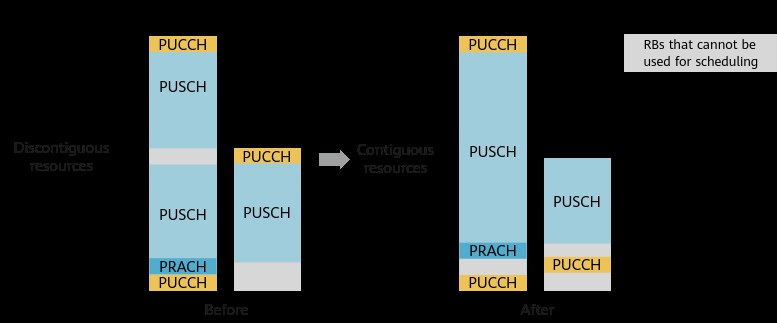 PUCCH
PUSCH
PUSCH
PRACH
PUCCH
PUCCH
PUSCH
Discontiguous
resources
Before
Contiguous
resources
PUCCH
PUSCH
PRACH
PUCCH
PUSCH
PUCCH
After
RBs that cannot be
used for scheduling